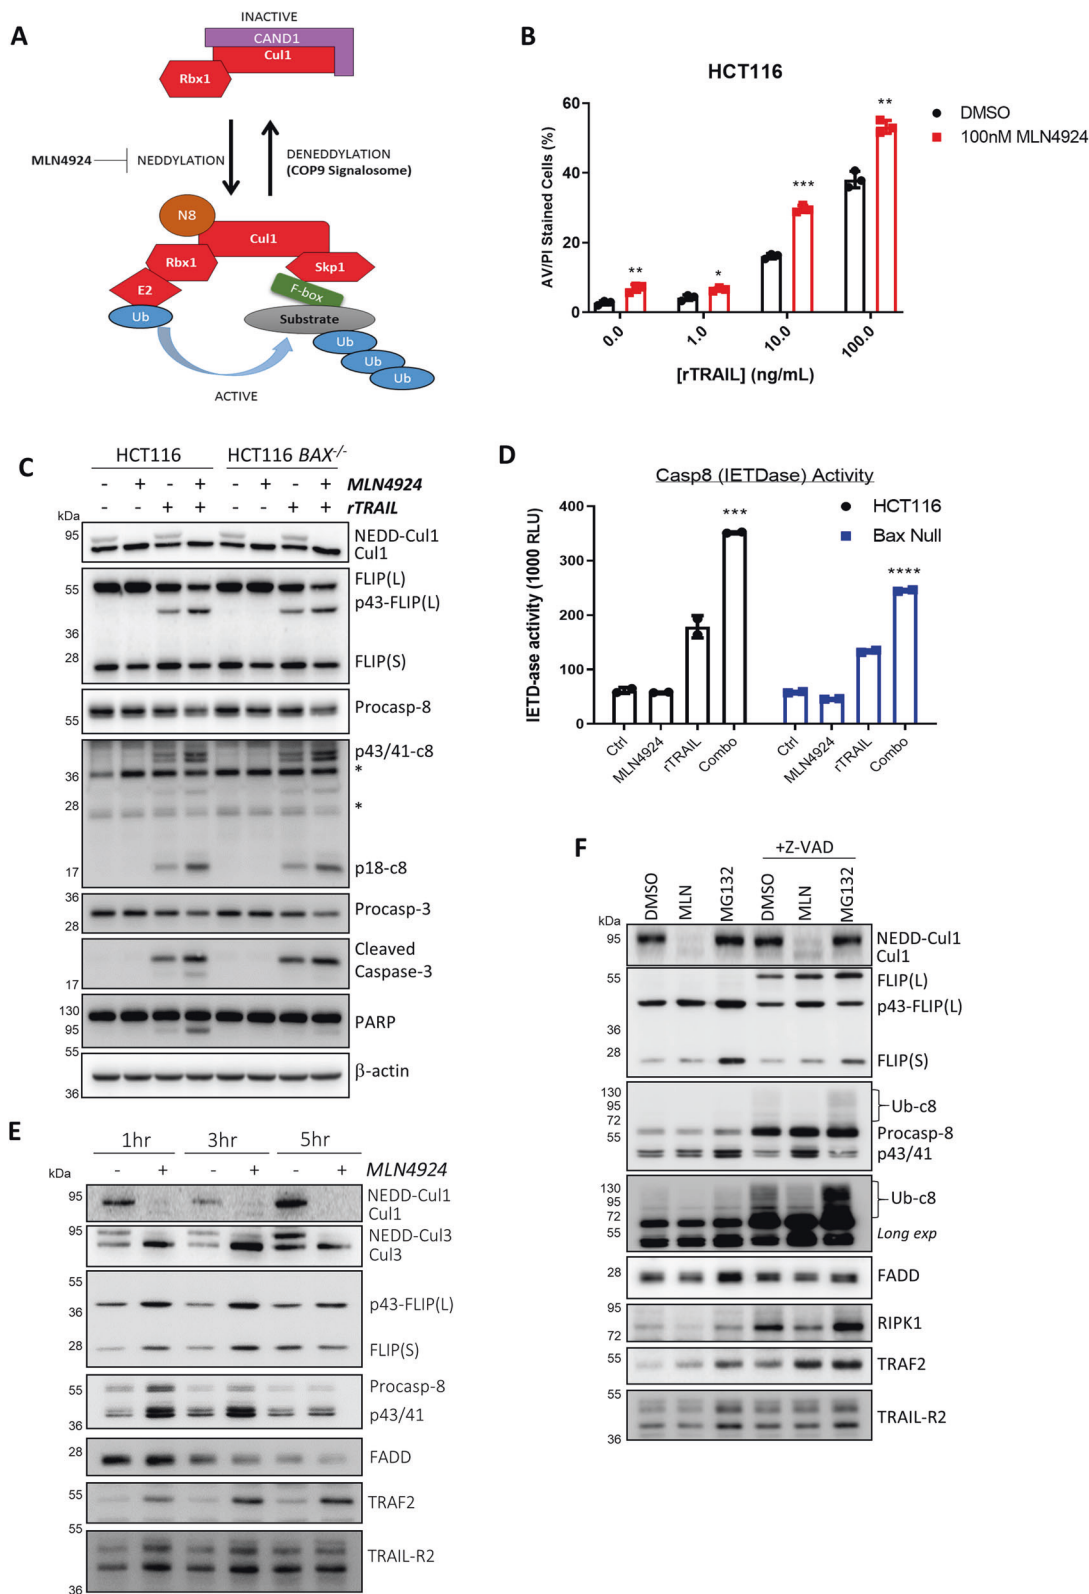 A
INACTIVE
CAND1
Cul1
Rbx1
MLN4924
NEDDYLATION
DENEDDYLATION
(COP9 Signalosome)
N8
Cul1
Rbx1
Skp1
E2
F-box
Ub
Substrate
Ub
Ub
Ub
ACTIVE
B
HCT116
AV/PI Stained Cells (%)
60
40
20
0
** * *** **
DMSO
100nM MLN4924
0.0 1.0 10.0 100.0
[rTRAIL] (ng/mL)
C
HCT116 HCT116 BAX-/-
- + - + - + - + MLN4924
- - + + - - + + rTRAIL
kDa
95 NEDD-Cul1
Cul1
FLIP(L)
55
p43-FLIP(L)
36
28 FLIP(S)
Procasp-8
55
p43/41-c8
*
36
28 *
17 p18-c8
36
Procasp-3
28
Cleaved
Caspase-3
17
130
PARP
95
55
β-actin
36
D
Casp8 (IETDase) Activity
IETD-ase activity (1000 RLU)
400
300
200
100
0
*** ****
HCT116
Bax Null
Ctrl MLN4924 rTRAIL Combo Ctrl MLN4924 rTRAIL Combo
E
1hr 3hr 5hr
- + - + - + MLN4924
kDa
95 NEDD-Cul1
Cul1
95 NEDD-Cul3
Cul3
55
p43-FLIP(L)
36
28 FLIP(S)
Procasp-8
55
p43/41
36
28 FADD
55 TRAF2
55
TRAIL-R2
36
F
+Z-VAD
DMSO MLN MG132 DMSO MLN MG132
kDa
95 NEDD-Cul1
Cul1
55 FLIP(L)
p43-FLIP(L)
36
28 FLIP(S)
130
95 Ub-c8
72
55 Procasp-8
p43/41
130
95 Ub-c8
72
55 Long exp
28 FADD
95
RIPK1
72
55 TRAF2
55
TRAIL-R2
36